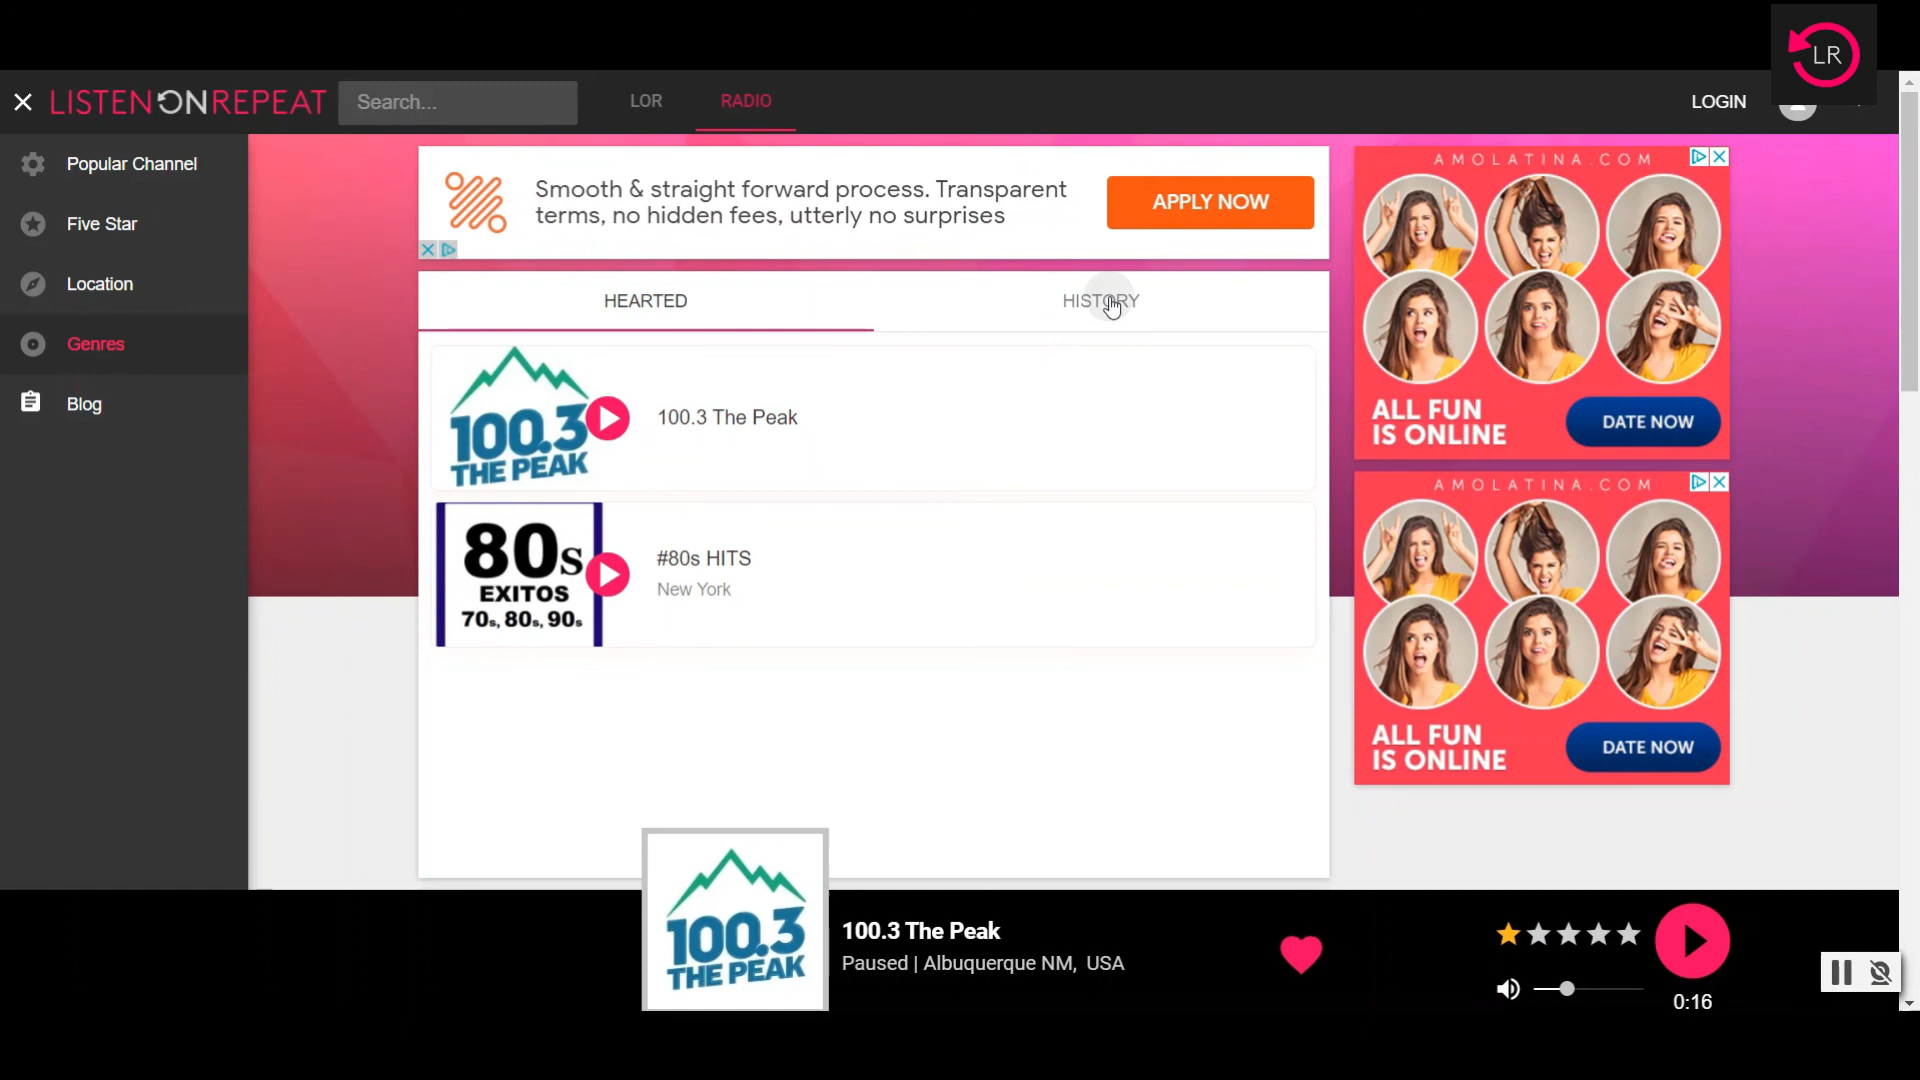 LR
LISTENONREPEAT
Search...
LOR
RADIO
LOGIN
Popular Channel
Five Star
Location
Genres
Blog
Smooth & straight forward process. Transparent
terms, no hidden fees, utterly no surprises
APPLY NOW
HEARTED
HISTORY
100.3
THE PEAK
100.3 The Peak
80s
EXITOS
70s, 80s, 90s
#80s HITS
New York
AMOLATINA.COM
ALL FUN
IS ONLINE
DATE NOW
AMOLATINA.COM
ALL FUN
IS ONLINE
DATE NOW
100.3
THE PEAK
100.3 The Peak
Paused | Albuquerque NM, USA
0:16